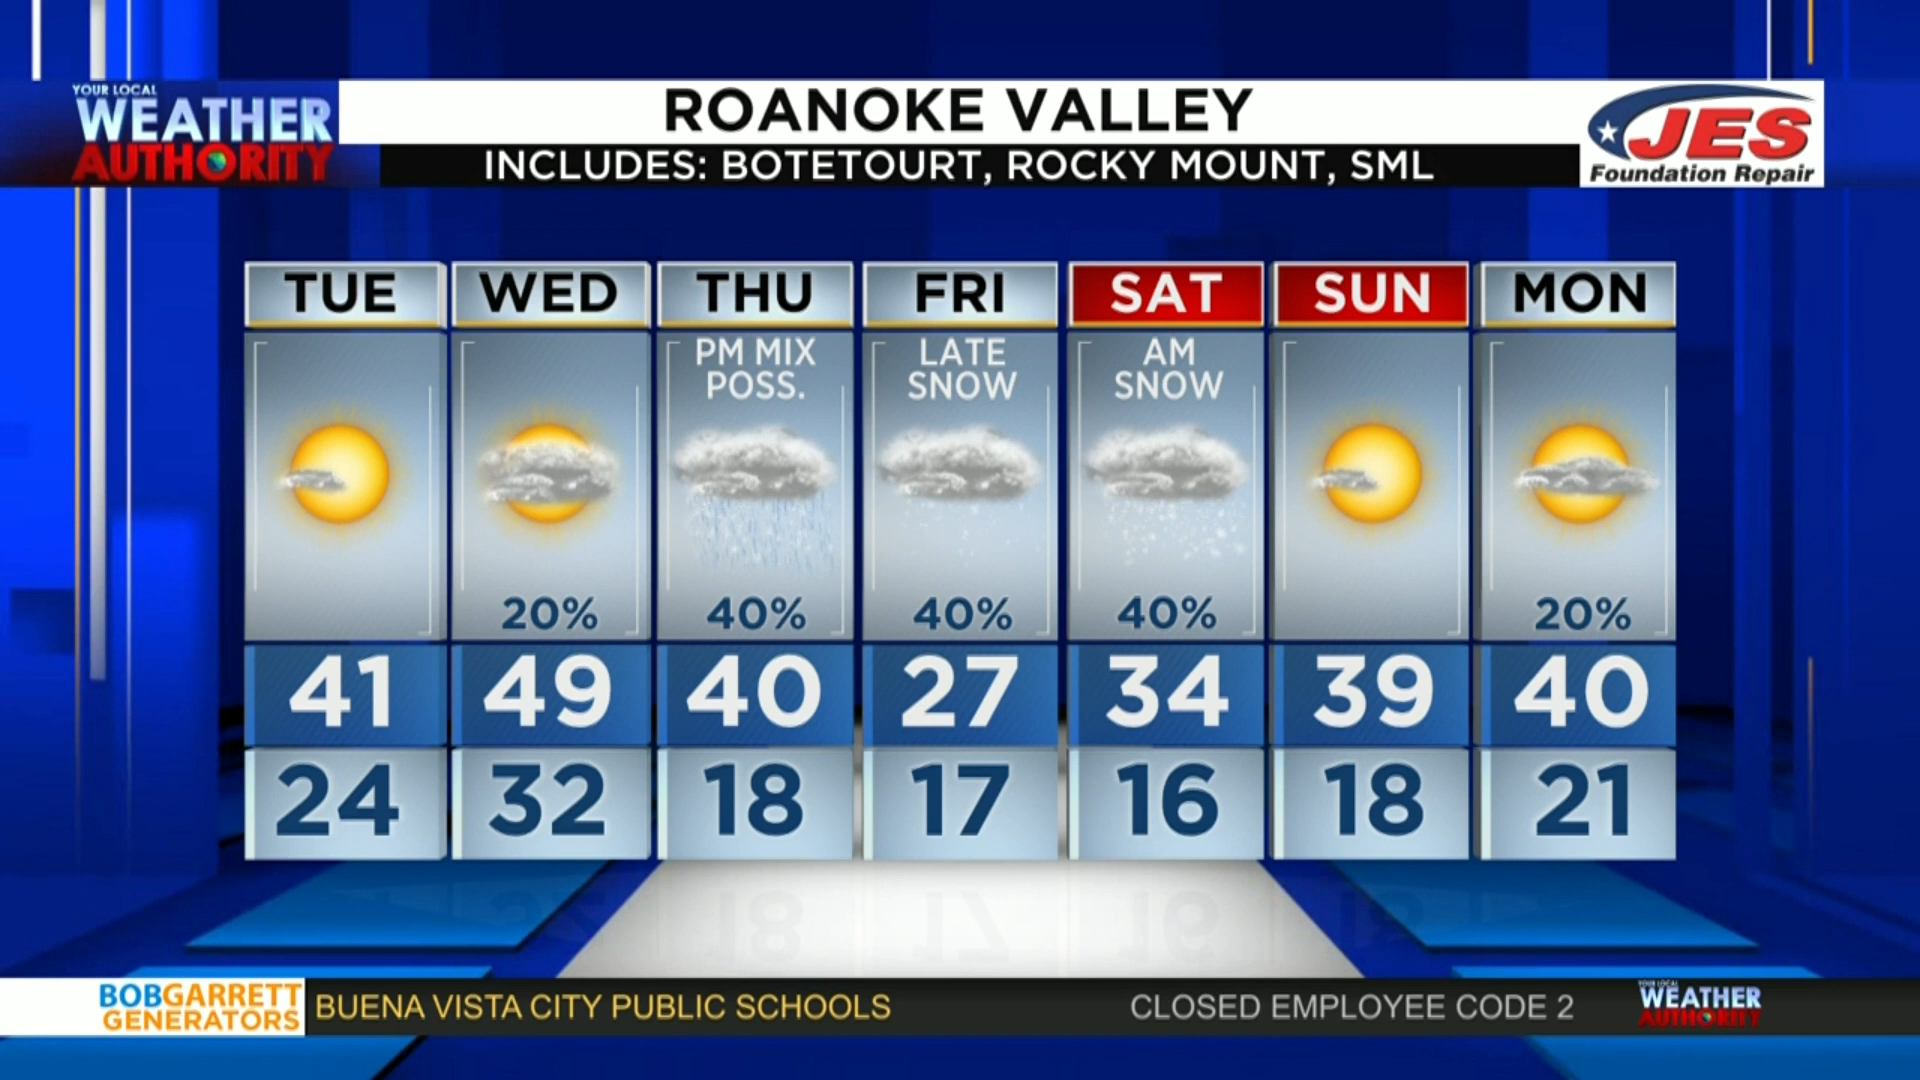 YOUR LOCAL
WEATHER
AUTHORITY
ROANOKE VALLEY
INCLUDES: BOTETOURT, ROCKY MOUNT, SML
JES
Foundation Repair
TUE WED THU FRI SAT SUN MON
PM MIX LATE AM
POSS. SNOW SNOW
20% 40% 40% 40% 20%
41 49 40 27 34 39 40
24 32 18 17 16 18 21
BOBGARRETT
GENERATORS
BUENA VISTA CITY PUBLIC SCHOOLS
CLOSED EMPLOYEE CODE 2
YOUR LOCAL
WEATHER
AUTHORITY